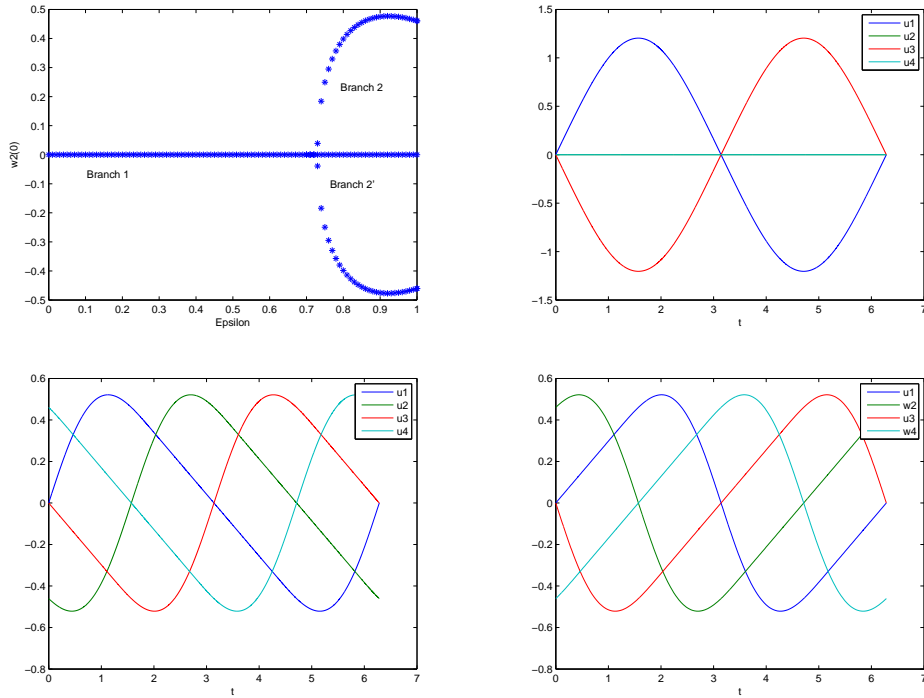 0.5
0.4
0.3
0.2
0.1
0
−0.1
−0.2
−0.3
−0.4
−0.5
w2(0)
Branch 2
Branch 1
Branch 2'
0 0.1 0.2 0.3 0.4 0.5 0.6 0.7 0.8 0.9 1
Epsilon
1.5
1
0.5
0
−0.5
−1
−1.5
u1
u2
u3
u4
0 1 2 3 4 5 6 7
t
0.6
0.4
0.2
0
−0.2
−0.4
−0.6
−0.8
u1
u2
u3
u4
0 1 2 3 4 5 6 7
t
0.6
0.4
0.2
0
−0.2
−0.4
−0.6
−0.8
u1
w2
u3
w4
0 1 2 3 4 5 6 7
t